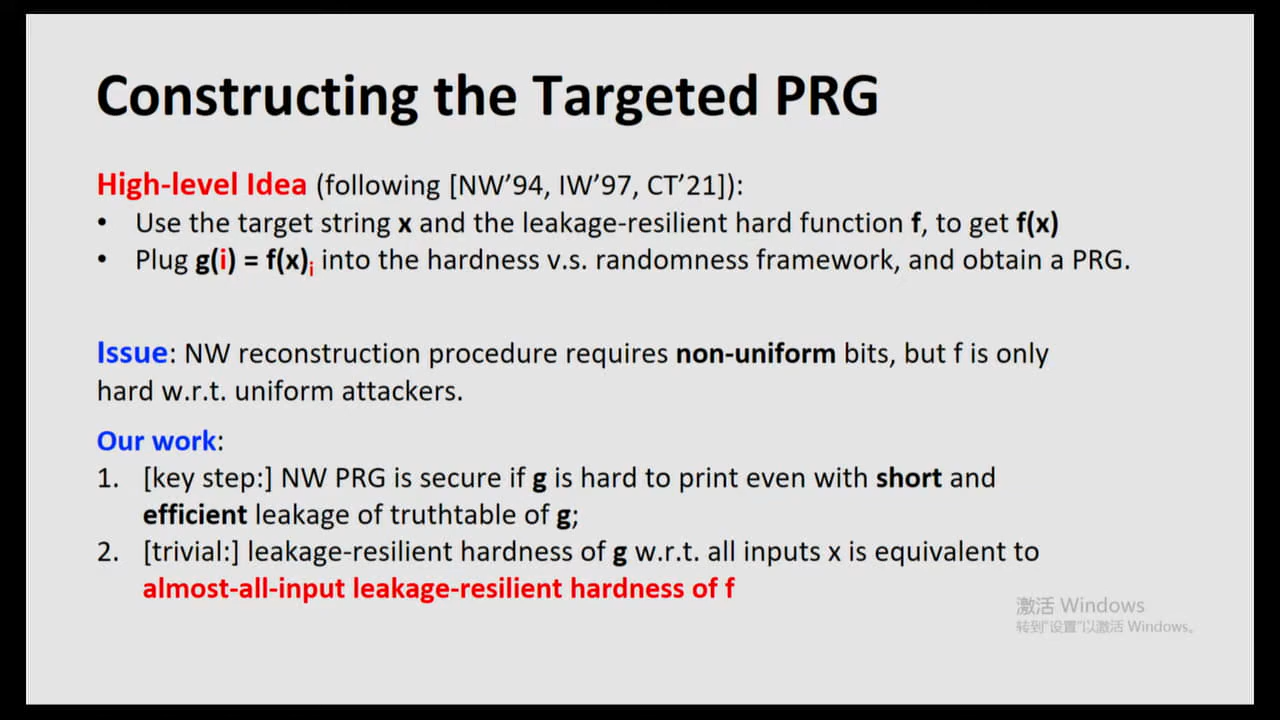 Constructing the Targeted PRG
High-level Idea (following [NW’94, IW’97, CT’21]):
• Use the target string x and the leakage-resilient hard function f, to get f(x)
• Plug g(i) = f(x)i into the hardness v.s. randomness framework, and obtain a PRG.
Issue: NW reconstruction procedure requires non-uniform bits, but f is only
hard w.r.t. uniform attackers.
Our work:
1. [key step:] NW PRG is secure if g is hard to print even with short and
efficient leakage of truthtable of g;
2. [trivial:] leakage-resilient hardness of g w.r.t. all inputs x is equivalent to
almost-all-input leakage-resilient hardness of f
激活 Windows
转到“设置”以激活 Windows。